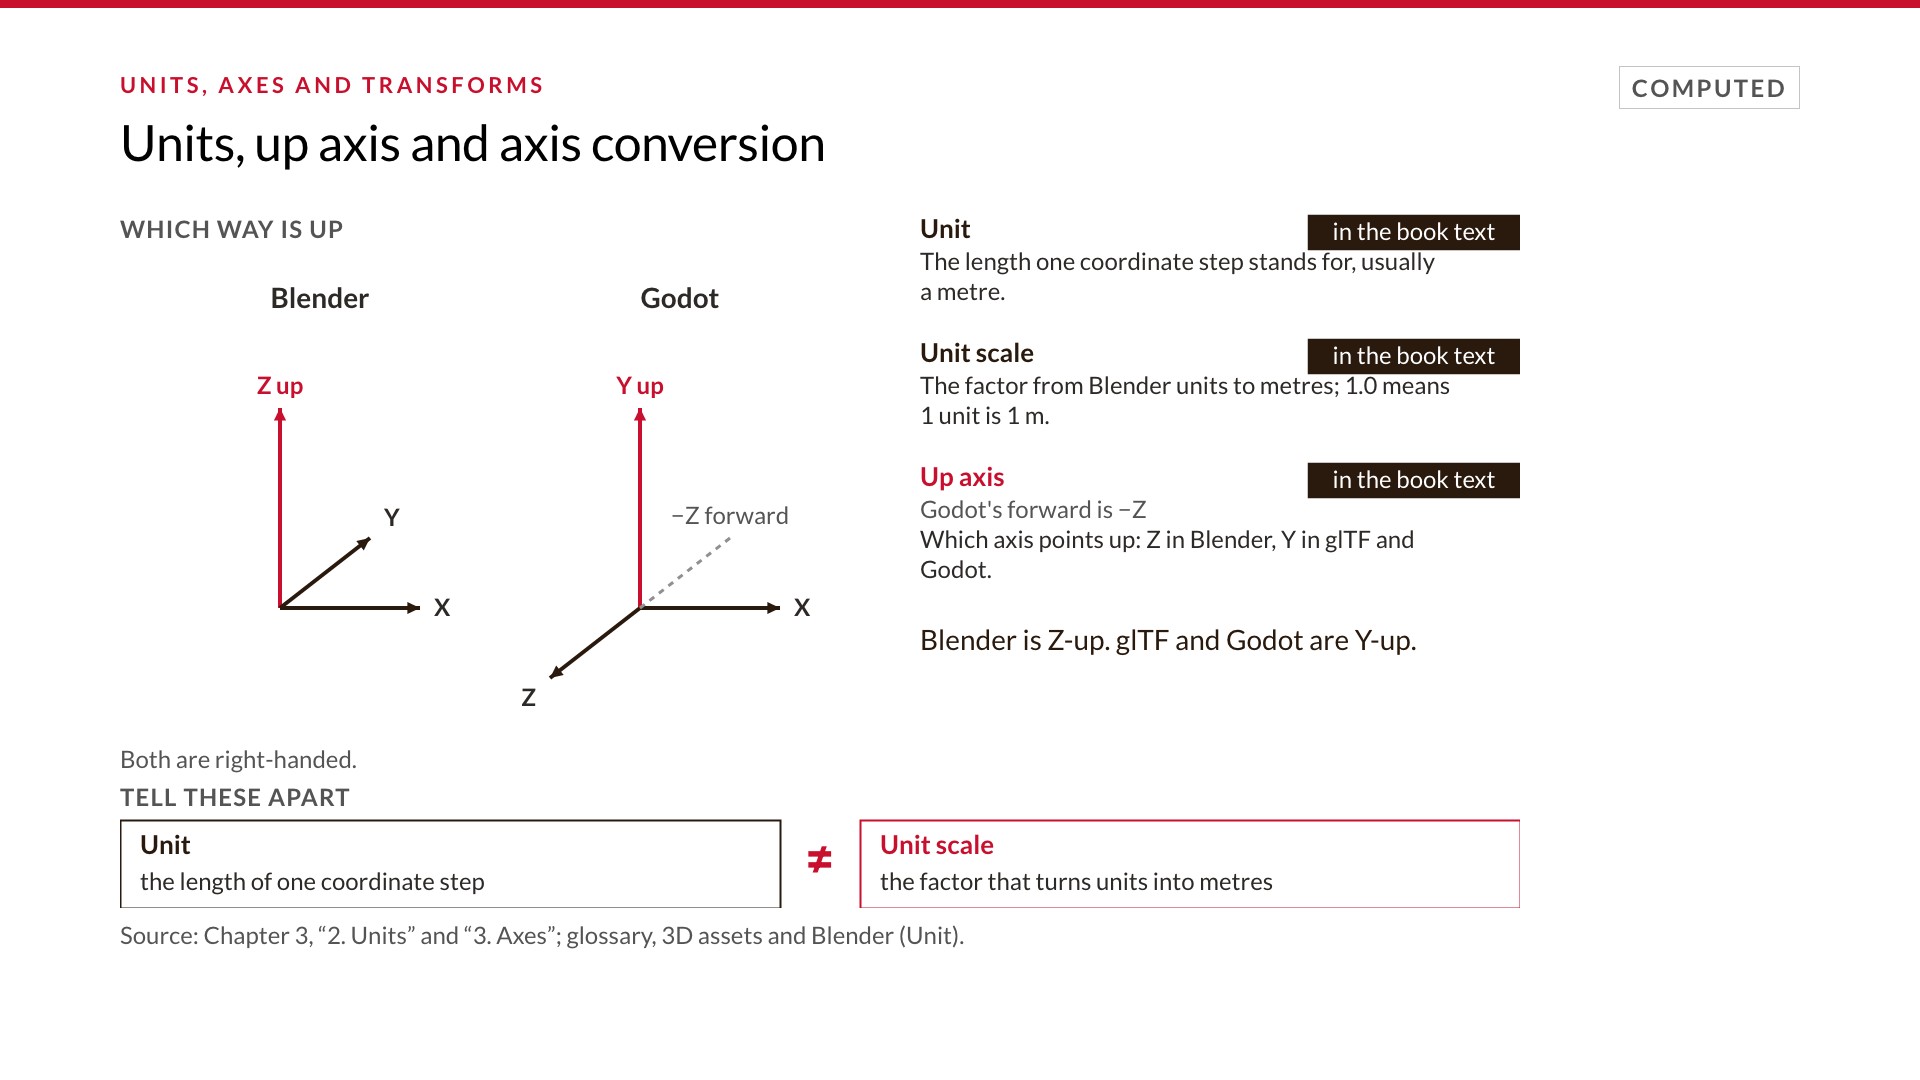 UNITS, AXES AND TRANSFORMS
COMPUTED
Units, up axis and axis conversion
WHICH WAY IS UP
Blender
Godot
Z up
Y
X
Y up
−Z forward
X
Z
Both are right-handed.
Unit
in the book text
The length one coordinate step stands for, usually
a metre.
Unit scale
in the book text
The factor from Blender units to metres; 1.0 means
1 unit is 1 m.
Up axis
in the book text
Godot's forward is −Z
Which axis points up: Z in Blender, Y in glTF and
Godot.
Blender is Z-up. glTF and Godot are Y-up.
TELL THESE APART
Unit
the length of one coordinate step
≠
Unit scale
the factor that turns units into metres
Source: Chapter 3, “2. Units” and “3. Axes”; glossary, 3D assets and Blender (Unit).